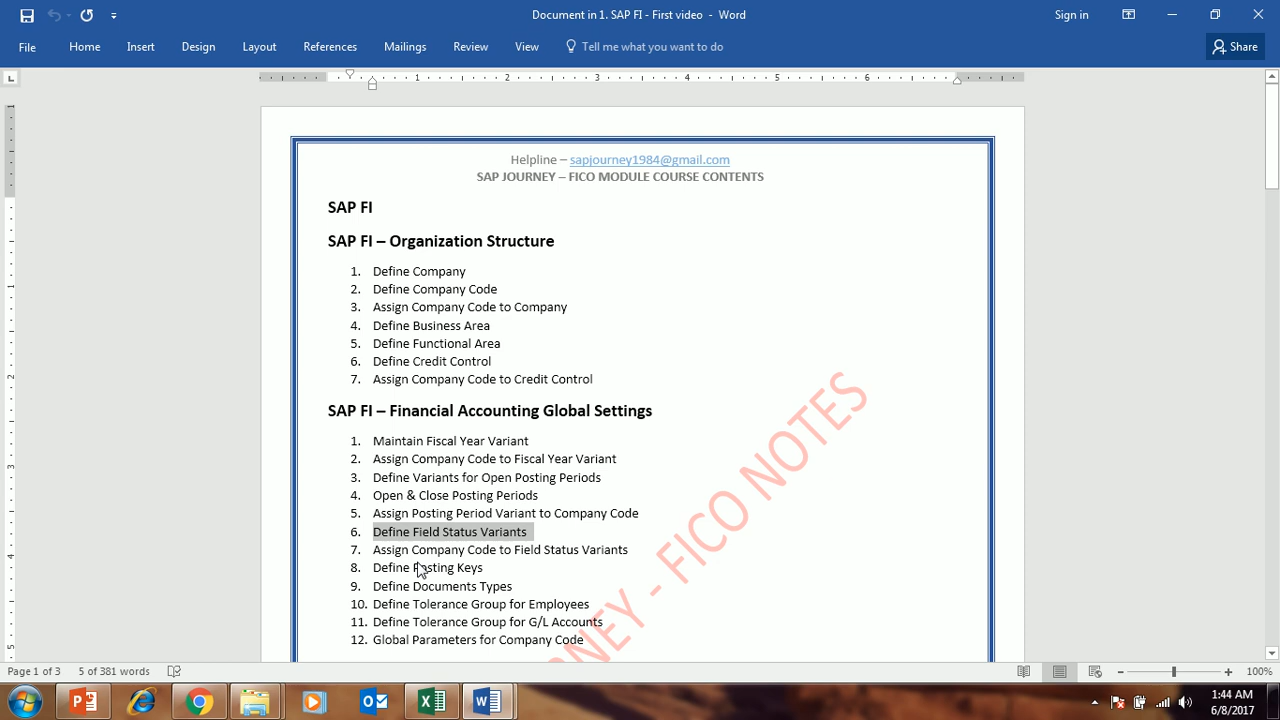 Document in 1. SAP FI - First video - Word
Sign in
File Home Insert Design Layout References Mailings Review View Tell me what you want to do Share
1 2 3 4 5 6
Helpline – sapjourney1984@gmail.com
SAP JOURNEY – FICO MODULE COURSE CONTENTS
SAP FI
SAP FI – Organization Structure
1. Define Company
2. Define Company Code
3. Assign Company Code to Company
4. Define Business Area
5. Define Functional Area
6. Define Credit Control
7. Assign Company Code to Credit Control
SAP FI – Financial Accounting Global Settings
1. Maintain Fiscal Year Variant
2. Assign Company Code to Fiscal Year Variant
3. Define Variants for Open Posting Periods
4. Open & Close Posting Periods
5. Assign Posting Period Variant to Company Code
6. Define Field Status Variants
7. Assign Company Code to Field Status Variants
8. Define Posting Keys
9. Define Documents Types
10. Define Tolerance Group for Employees
11. Define Tolerance Group for G/L Accounts
12. Global Parameters for Company Code
- FICO NOTES
Page 1 of 3 5 of 381 words 100%
1:44 AM
6/8/2017